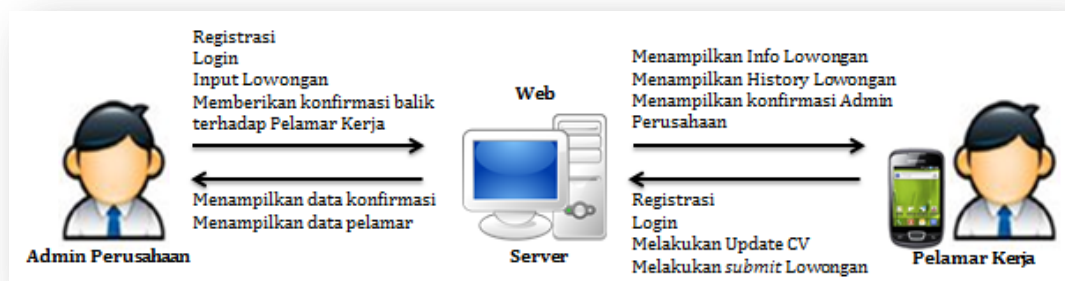 Registrasi
Login
Input Lowongan
Memberikan konfirmasi balik
terhadap Pelamar Kerja
Menampilkan data konfirmasi
Menampilkan data pelamar
Admin Perusahaan
Web
Server
Menampilkan Info Lowongan
Menampilkan History Lowongan
Menampilkan konfirmasi Admin
Perusahaan
Registrasi
Login
Melakukan Update CV
Melakukan submit Lowongan
Pelamar Kerja